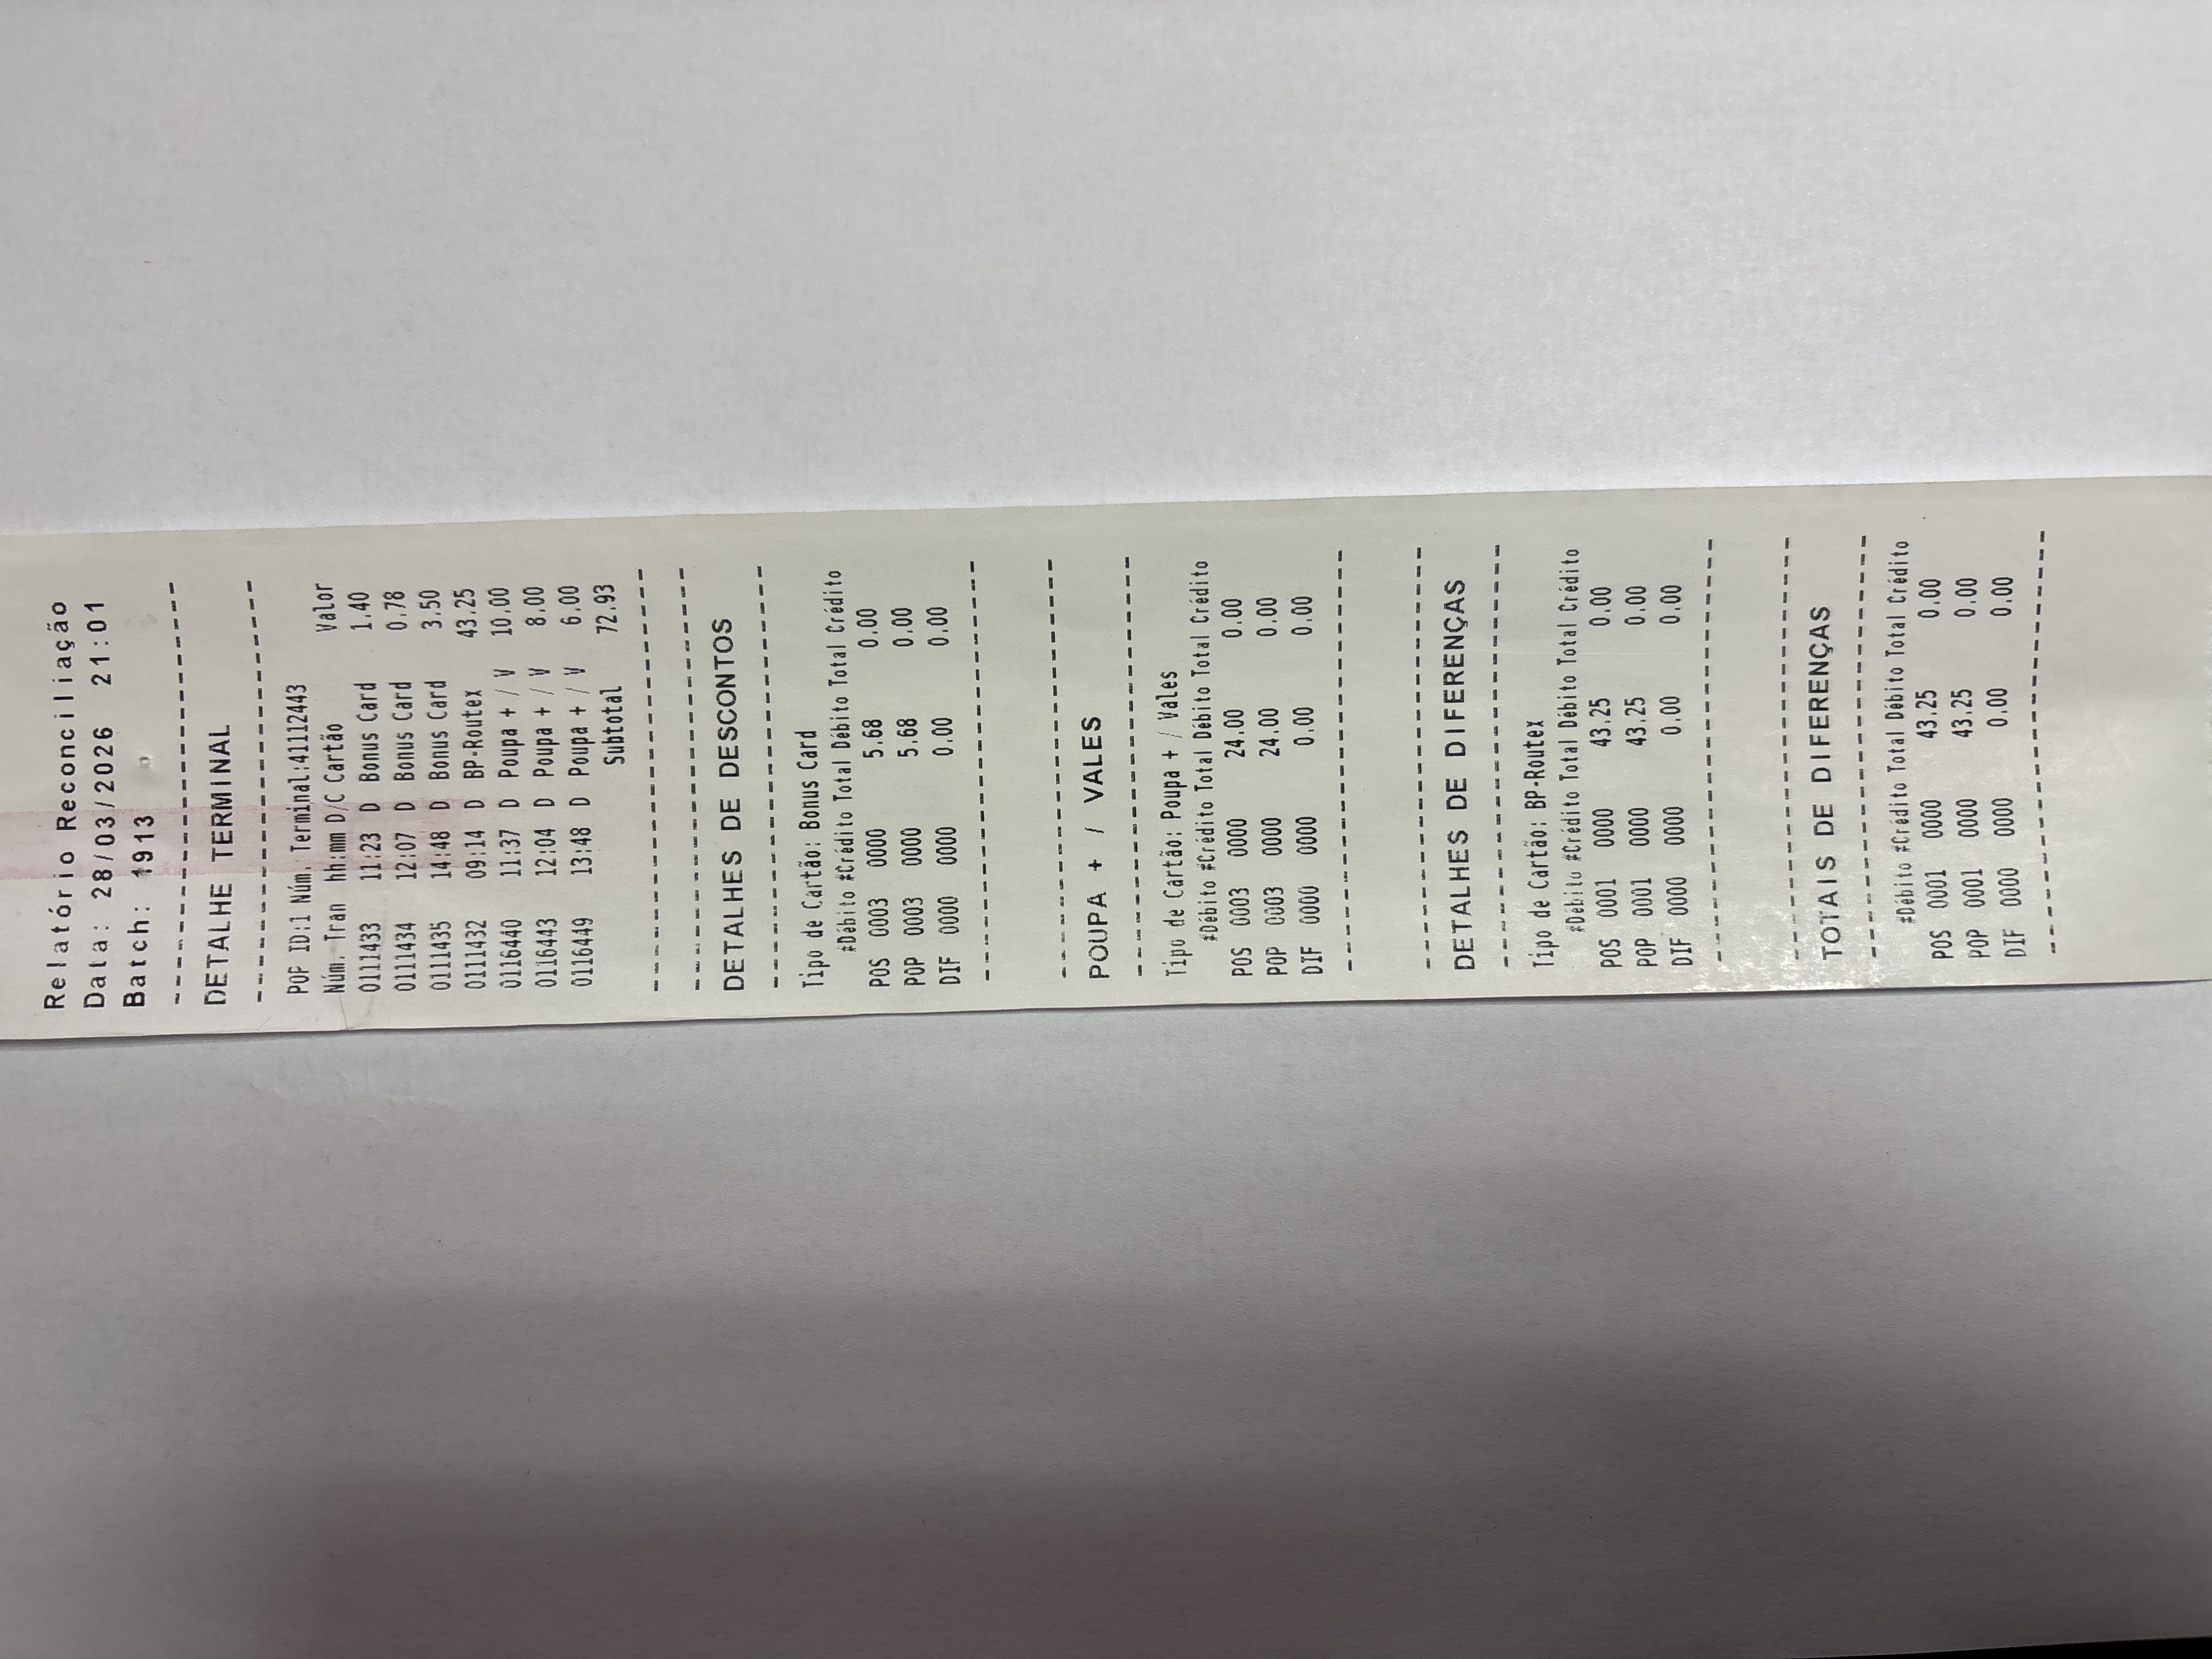 Relatório Reconciliação
Data: 28/03/2026 21:01
Batch: 1913
------------------------------
DETALHE TERMINAL
------------------------------
POP ID:1 Núm. Terminal:41112443
Núm. Tran hh:mm D/C Cartão Valor
0111433 11:23 D Bonus Card 1.40
0111434 12:07 D Bonus Card 0.78
0111435 14:48 D Bonus Card 3.50
0111432 09:14 D BP-Routex 43.25
0116440 11:37 D Poupa + / V 10.00
0116443 12:04 D Poupa + / V 8.00
0116449 13:48 D Poupa + / V 6.00
Subtotal 72.93
------------------------------
------------------------------
DETALHES DE DESCONTOS
------------------------------
Tipo de Cartão: Bonus Card
#Débito #Crédito Total Débito Total Crédito
POS 0003 0000 5.68 0.00
POP 0003 0000 5.68 0.00
DIF 0000 0000 0.00 0.00
------------------------------
------------------------------
POUPA + / VALES
------------------------------
Tipo de Cartão: Poupa + / Vales
#Débito #Crédito Total Débito Total Crédito
POS 0003 0000 24.00 0.00
POP 0003 0000 24.00 0.00
DIF 0000 0000 0.00 0.00
------------------------------
------------------------------
DETALHES DE DIFERENÇAS
------------------------------
Tipo de Cartão: BP-Routex
#Débito #Crédito Total Débito Total Crédito
POS 0001 0000 43.25 0.00
POP 0001 0000 43.25 0.00
DIF 0000 0000 0.00 0.00
------------------------------
------------------------------
TOTAIS DE DIFERENÇAS
------------------------------
#Débito #Crédito Total Débito Total Crédito
POS 0001 0000 43.25 0.00
POP 0001 0000 43.25 0.00
DIF 0000 0000 0.00 0.00
------------------------------